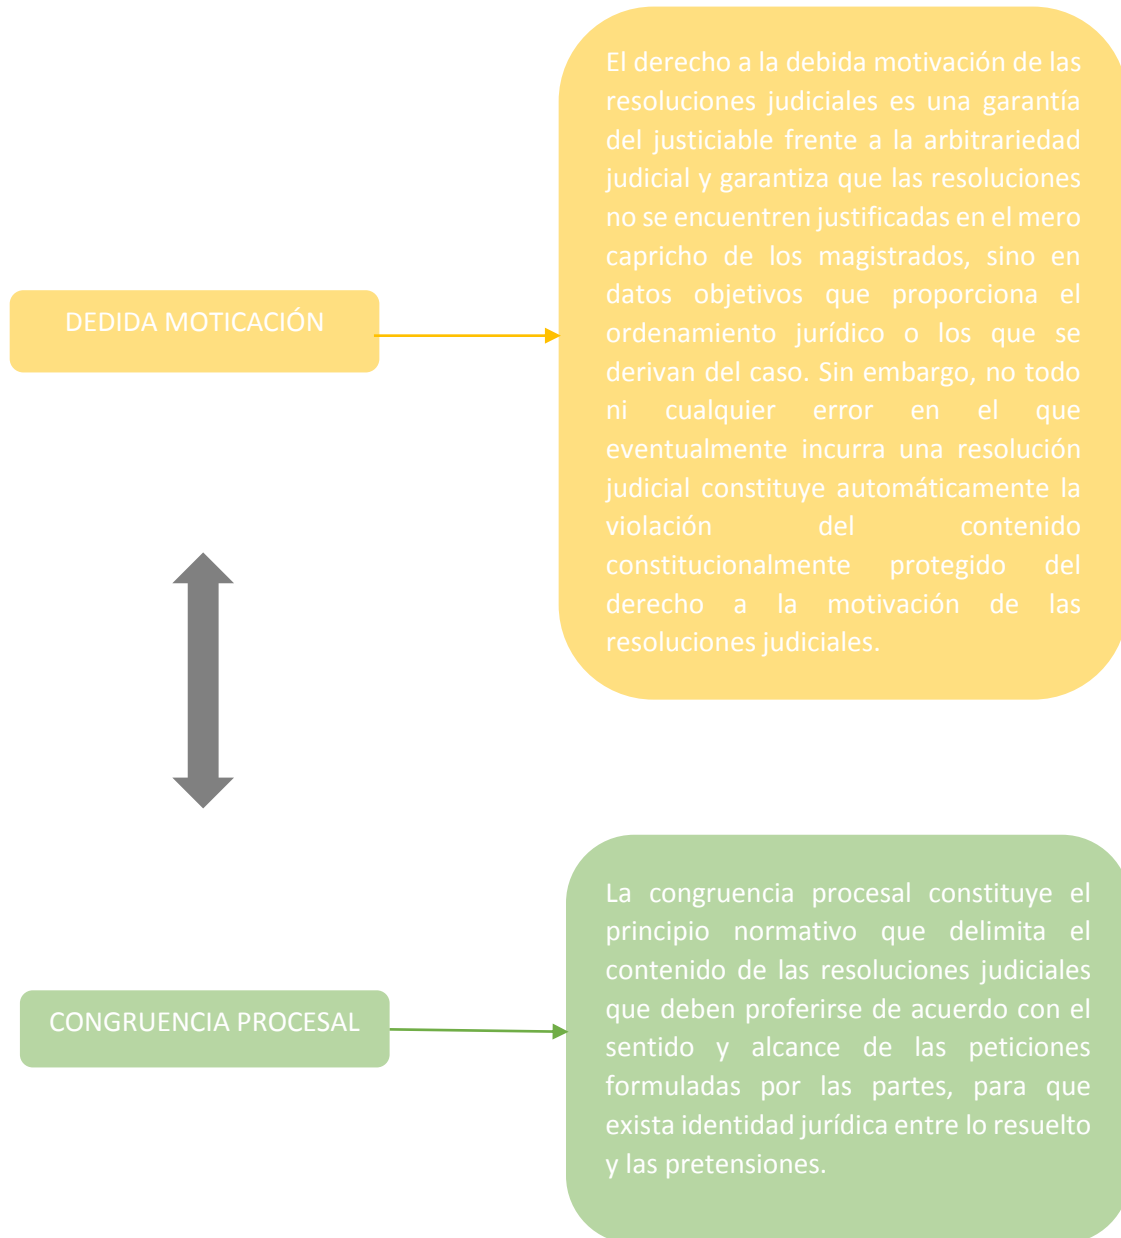 El derecho a la debida motivación de las
resoluciones judiciales es una garantía
del justiciable frente a la arbitrariedad
judicial y garantiza que las resoluciones
no se encuentren justificadas en el mero
capricho de los magistrados, sino en
datos objetivos que proporciona el
ordenamiento jurídico o los que se
derivan del caso. Sin embargo, no todo
ni cualquier error en el que
eventualmente incurra una resolución
judicial constituye automáticamente la
violación del contenido
constitucionalmente protegido del
derecho a la motivación de las
resoluciones judiciales.
DEDIDA MOTICACIÓN
La congruencia procesal constituye el
principio normativo que delimita el
contenido de las resoluciones judiciales
que deben proferirse de acuerdo con el
sentido y alcance de las peticiones
formuladas por las partes, para que
exista identidad jurídica entre lo resuelto
y las pretensiones.
CONGRUENCIA PROCESAL